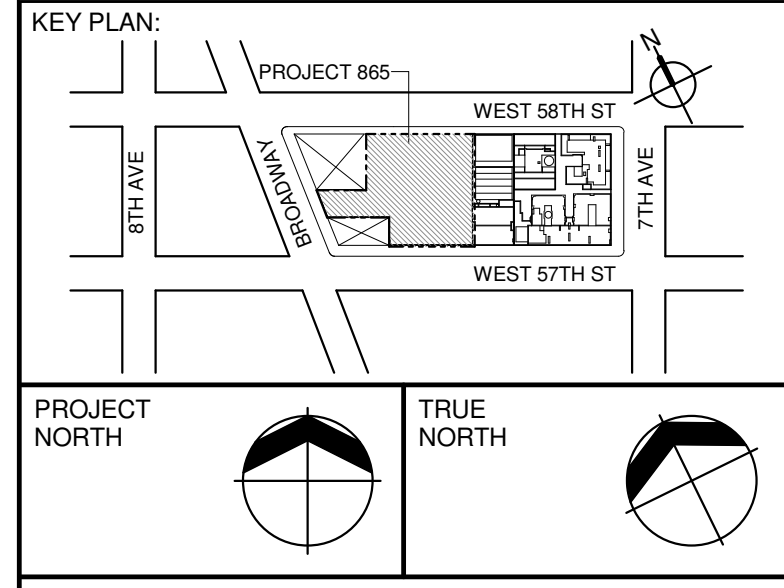 KEY PLAN:
N
PROJECT 865
WEST 58TH ST
8TH AVE
BROADWAY
7TH AVE
WEST 57TH ST
PROJECT
NORTH
TRUE
NORTH